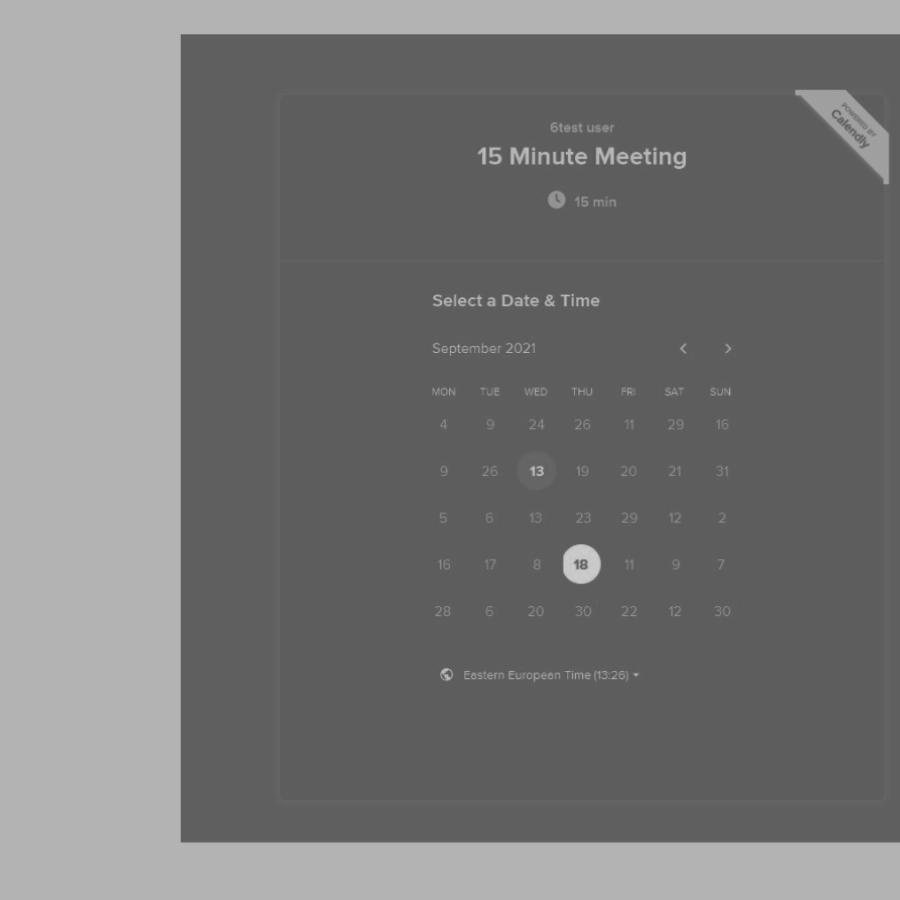 POWERED BY
Calendly
6test user
15 Minute Meeting
15 min
Select a Date & Time
September 2021
MON TUE WED THU FRI SAT SUN
4 9 24 26 11 29 16
9 26 13 19 20 21 31
5 6 13 23 29 12 2
16 17 8 18 11 9 7
28 6 20 30 22 12 30
Eastern European Time (13:26)